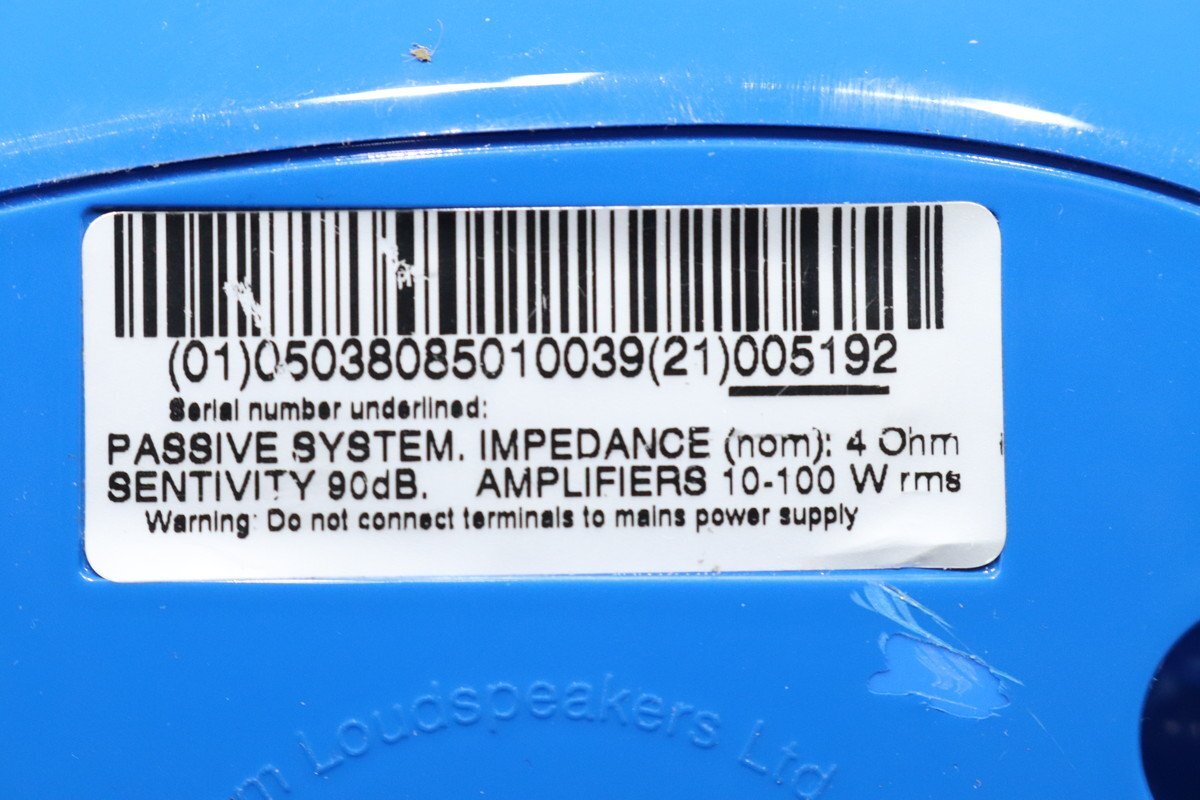 (01)05038085010039(21)005192
Serial number underlined:
PASSIVE SYSTEM. IMPEDANCE (nom): 4 Ohm
SENTIVITY 90dB. AMPLIFIERS 10-100 W rms
Warning: Do not connect terminals to mains power supply
Loudspeakers Ltd